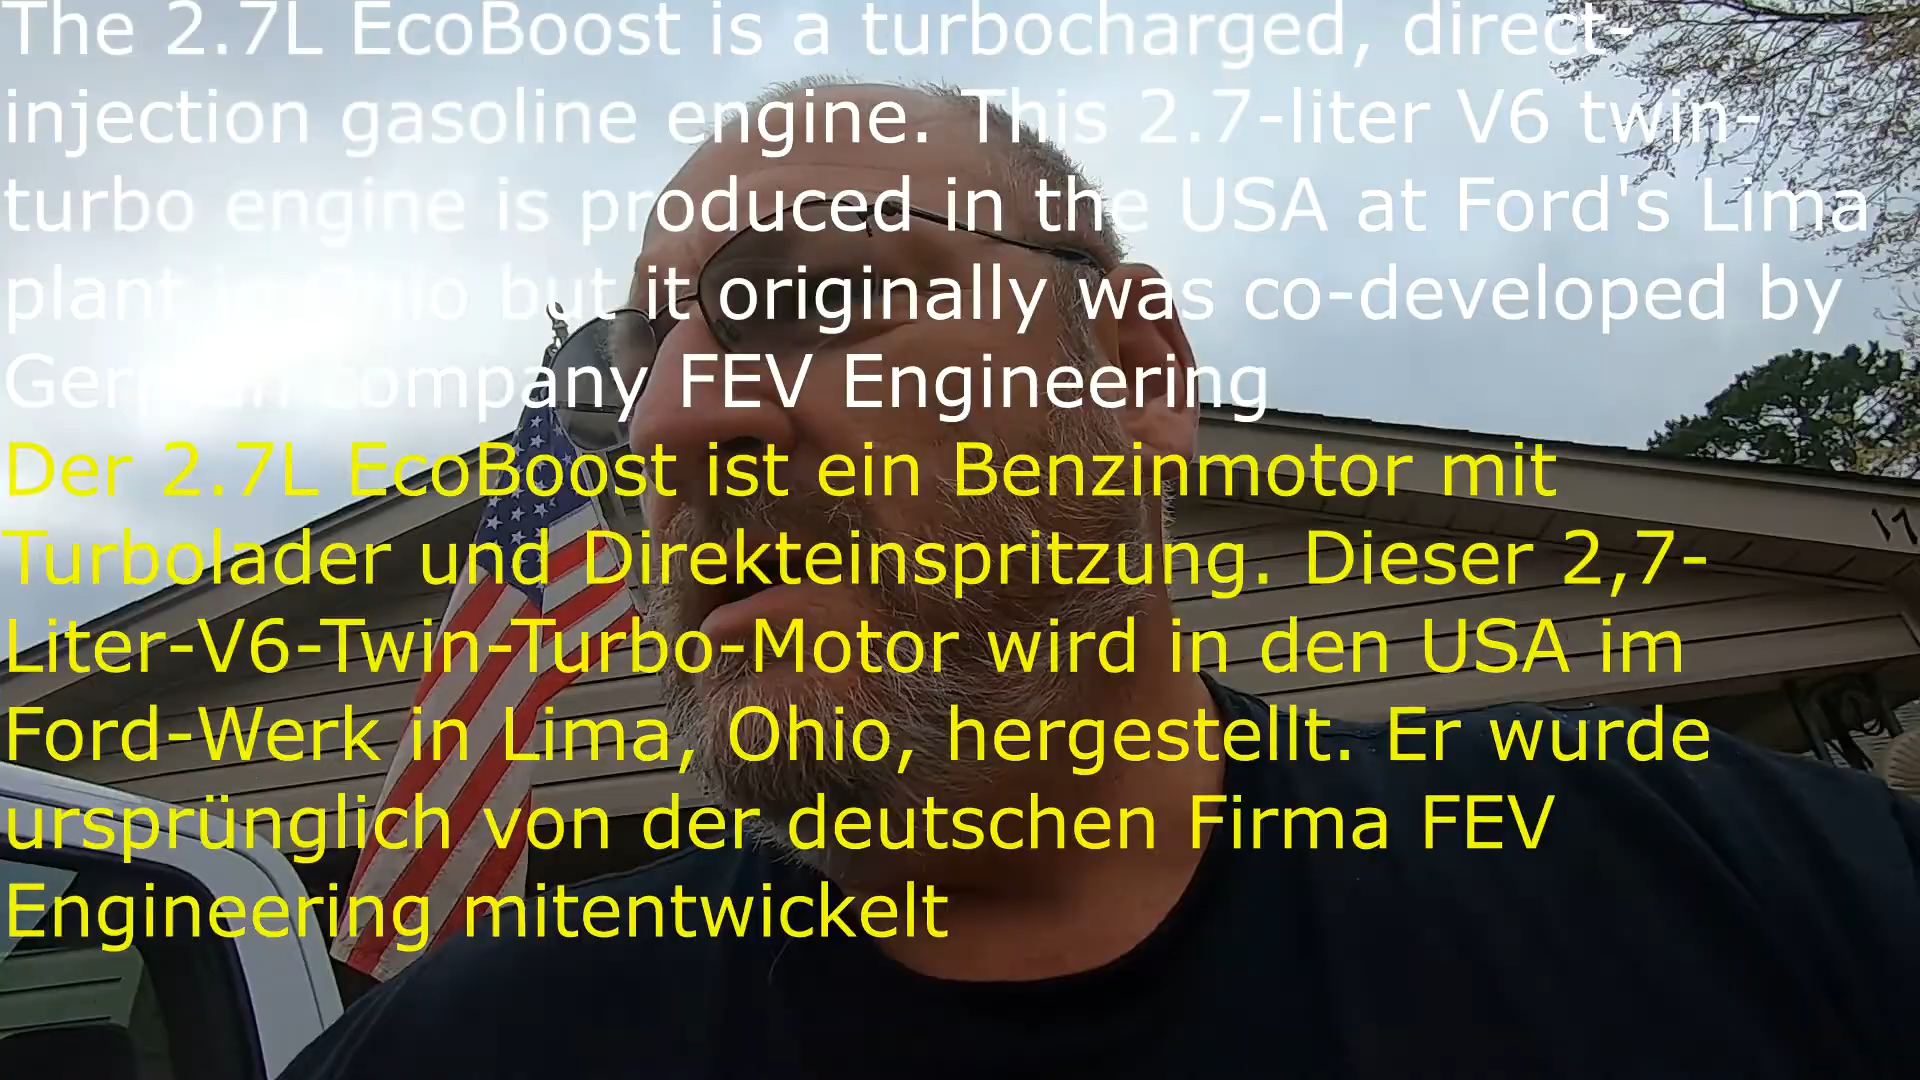 The 2.7L EcoBoost is a turbocharged, direct-
injection gasoline engine. This 2.7-liter V6 twin-
turbo engine is produced in the USA at Ford's Lima
plant in Ohio but it originally was co-developed by
German company FEV Engineering
Der 2.7L EcoBoost ist ein Benzinmotor mit
Turbolader und Direkteinspritzung. Dieser 2,7-
Liter-V6-Twin-Turbo-Motor wird in den USA im
Ford-Werk in Lima, Ohio, hergestellt. Er wurde
ursprünglich von der deutschen Firma FEV
Engineering mitentwickelt